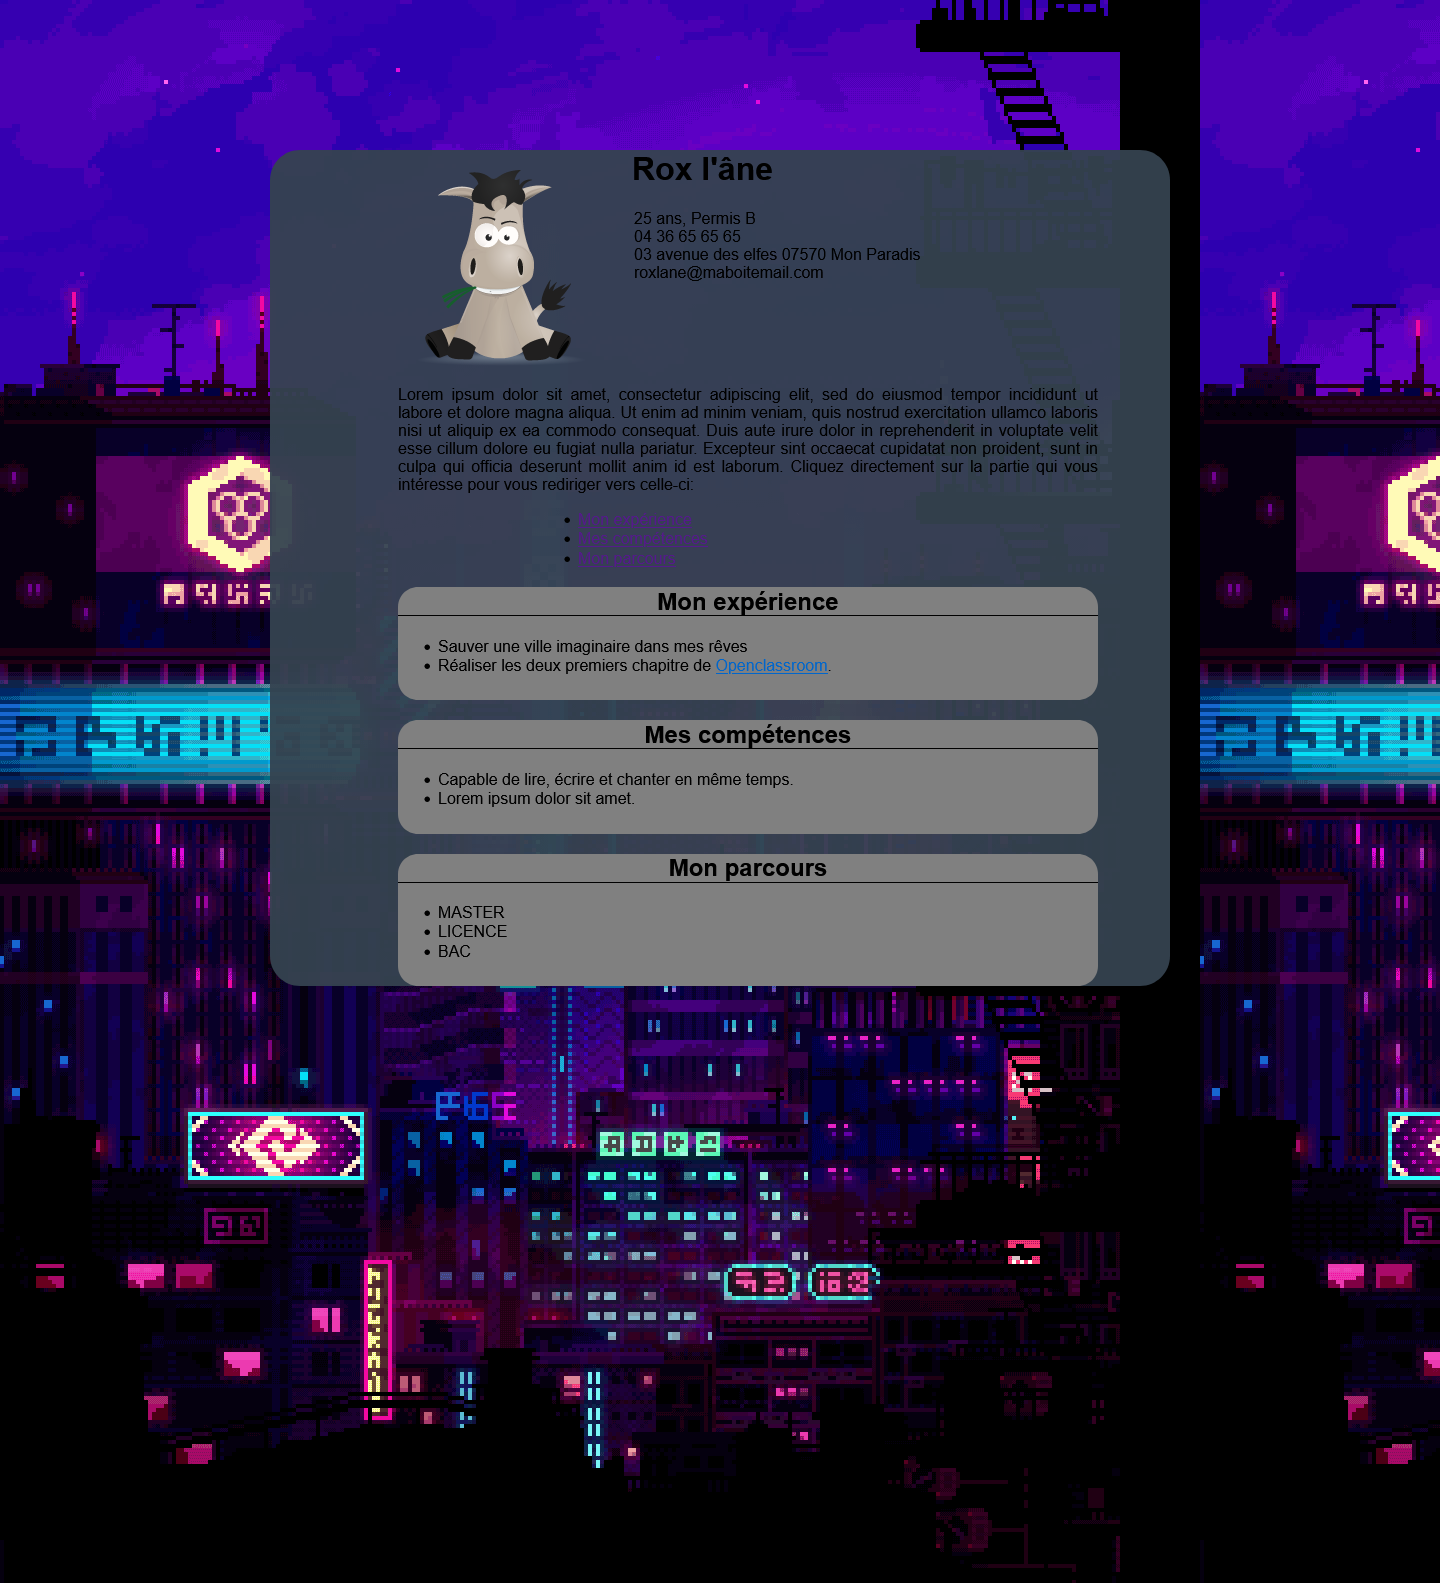 Rox l'âne
25 ans, Permis B
04 36 65 65 65
03 avenue des elfes 07570 Mon Paradis
roxlane@maboitemail.com
Lorem ipsum dolor sit amet, consectetur adipiscing elit, sed do eiusmod tempor incididunt ut
labore et dolore magna aliqua. Ut enim ad minim veniam, quis nostrud exercitation ullamco laboris
nisi ut aliquip ex ea commodo consequat. Duis aute irure dolor in reprehenderit in voluptate velit
esse cillum dolore eu fugiat nulla pariatur. Excepteur sint occaecat cupidatat non proident, sunt in
culpa qui officia deserunt mollit anim id est laborum. Cliquez directement sur la partie qui vous
intéresse pour vous rediriger vers celle-ci:
Mon expérience
Mes compétences
Mon parcours
Mon expérience
Sauver une ville imaginaire dans mes rêves
Réaliser les deux premiers chapitre de Openclassroom.
Mes compétences
Capable de lire, écrire et chanter en même temps.
Lorem ipsum dolor sit amet.
Mon parcours
MASTER
LICENCE
BAC